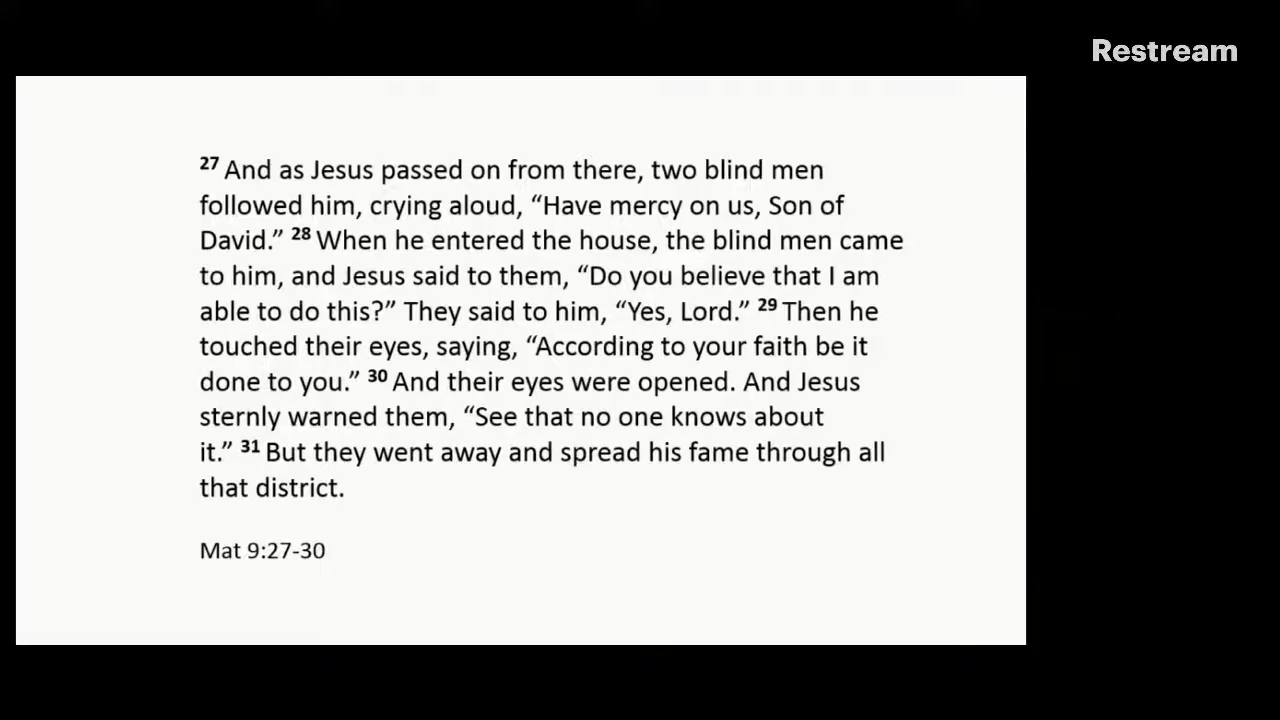 Restream
27 And as Jesus passed on from there, two blind men
followed him, crying aloud, “Have mercy on us, Son of
David.” 28 When he entered the house, the blind men came
to him, and Jesus said to them, “Do you believe that I am
able to do this?” They said to him, “Yes, Lord.” 29 Then he
touched their eyes, saying, “According to your faith be it
done to you.” 30 And their eyes were opened. And Jesus
sternly warned them, “See that no one knows about
it.” 31 But they went away and spread his fame through all
that district.
Mat 9:27-30